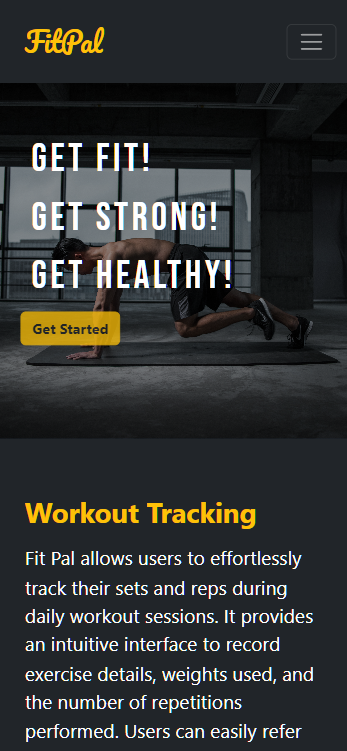 FitPal
GET FIT!
GET STRONG!
GET HEALTHY!
Get Started
Workout Tracking
Fit Pal allows users to effortlessly
track their sets and reps during
daily workout sessions. It provides
an intuitive interface to record
exercise details, weights used, and
the number of repetitions
performed. Users can easily refer